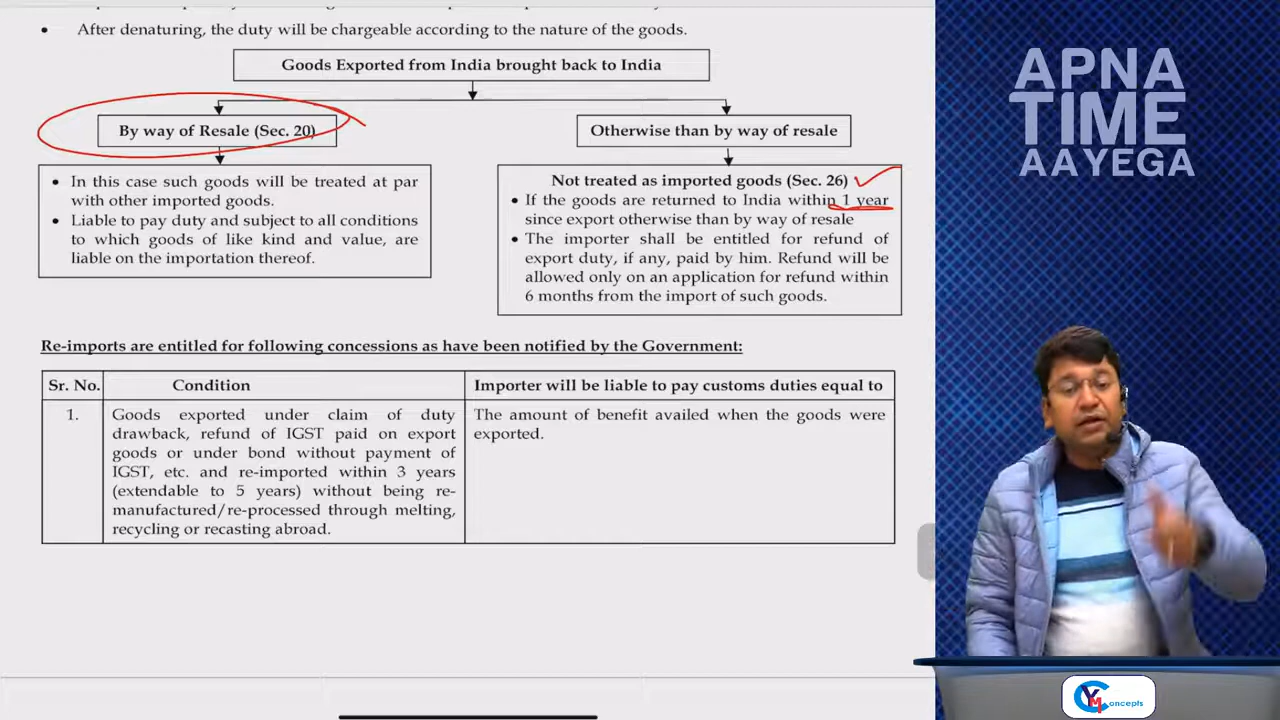 After denaturing, the duty will be chargeable according to the nature of the goods.
Goods Exported from India brought back to India
By way of Resale (Sec. 20)
Otherwise than by way of resale
In this case such goods will be treated at par
with other imported goods.
Liable to pay duty and subject to all conditions
to which goods of like kind and value, are
liable on the importation thereof.
Not treated as imported goods (Sec. 26)
If the goods are returned to India within 1 year
since export otherwise than by way of resale
The importer shall be entitled for refund of
export duty, if any, paid by him. Refund will be
allowed only on an application for refund within
6 months from the import of such goods.
Re-imports are entitled for following concessions as have been notified by the Government:
Sr. No. Condition Importer will be liable to pay customs duties equal to
1. Goods exported under claim of duty The amount of benefit availed when the goods were
drawback, refund of IGST paid on export exported.
goods or under bond without payment of
IGST, etc. and re-imported within 3 years
(extendable to 5 years) without being re-
manufactured/re-processed through melting,
recycling or recasting abroad.
APNA
TIME
AAYEGA
YM Concepts